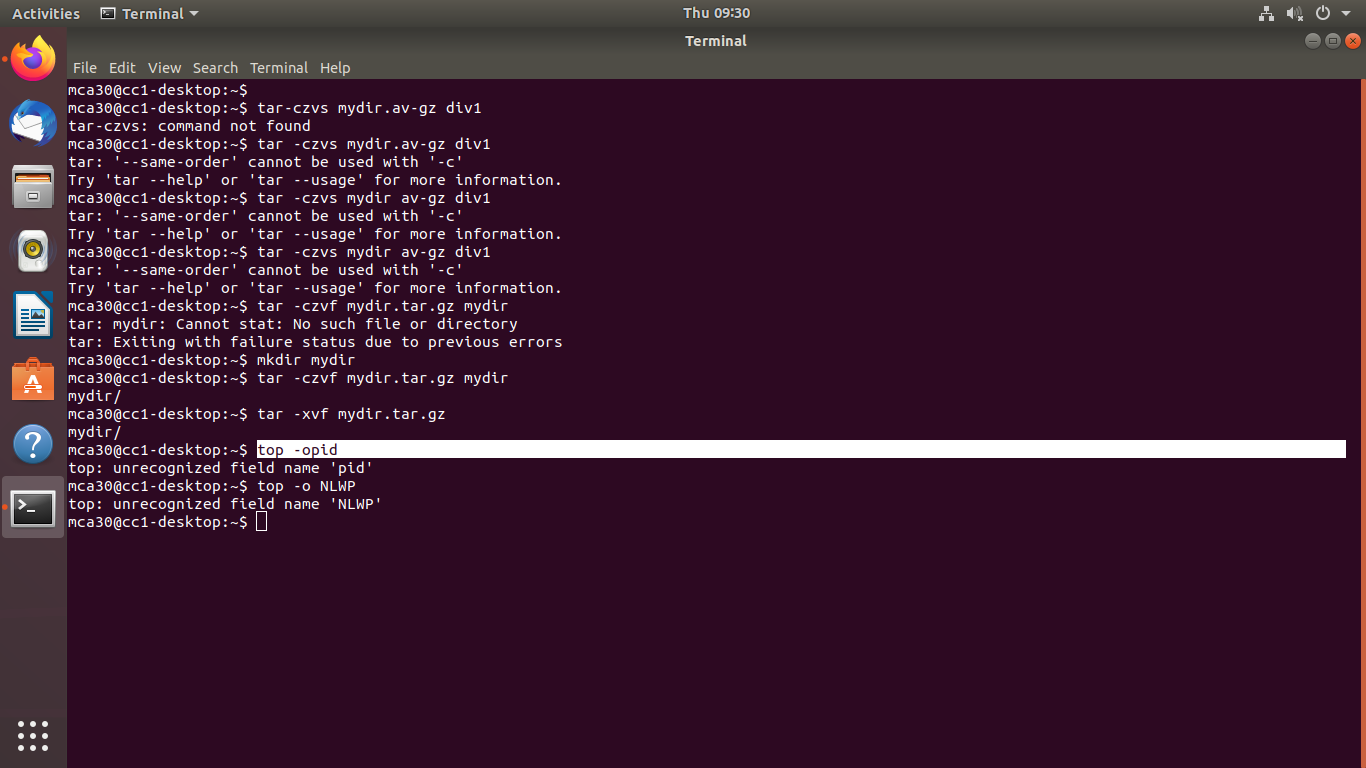 Activities
Terminal
Thu 09:30
Terminal
File Edit View Search Terminal Help
mca30@cc1-desktop:~$
mca30@cc1-desktop:~$ tar-czvs mydir.av-gz div1
tar-czvs: command not found
mca30@cc1-desktop:~$ tar -czvs mydir.av-gz div1
tar: '--same-order' cannot be used with '-c'
Try 'tar --help' or 'tar --usage' for more information.
mca30@cc1-desktop:~$ tar -czvs mydir av-gz div1
tar: '--same-order' cannot be used with '-c'
Try 'tar --help' or 'tar --usage' for more information.
mca30@cc1-desktop:~$ tar -czvs mydir av-gz div1
tar: '--same-order' cannot be used with '-c'
Try 'tar --help' or 'tar --usage' for more information.
mca30@cc1-desktop:~$ tar -czvf mydir.tar.gz mydir
tar: mydir: Cannot stat: No such file or directory
tar: Exiting with failure status due to previous errors
mca30@cc1-desktop:~$ mkdir mydir
mca30@cc1-desktop:~$ tar -czvf mydir.tar.gz mydir
mydir/
mca30@cc1-desktop:~$ tar -xvf mydir.tar.gz
mydir/
mca30@cc1-desktop:~$ top -opid
top: unrecognized field name 'pid'
mca30@cc1-desktop:~$ top -o NLWP
top: unrecognized field name 'NLWP'
mca30@cc1-desktop:~$